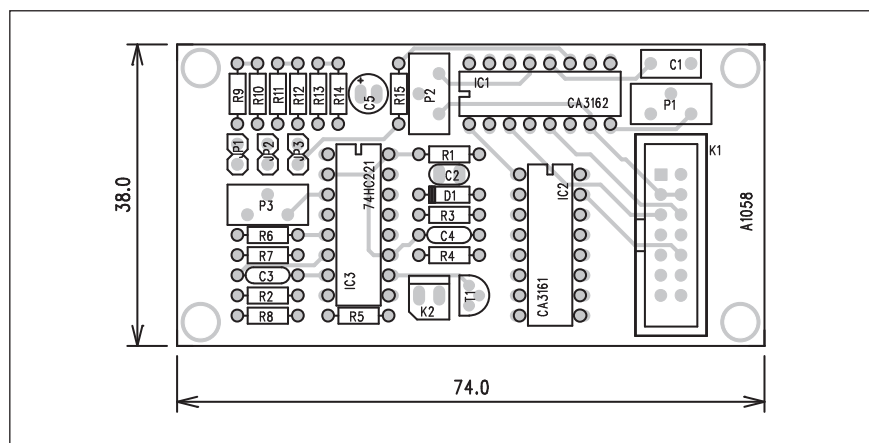 R9 R10 R11 R12 R13 R14
+
C5
R15
P2
IC1
CA3162
C1
P1
JP1 JP2 JP3
R1
C2
D1
R3
C4
R4
74HC221
IC3
P3
R6
R7
C3
R2
R8
R5
K2
T1
IC2
CA3161
K1
A1058
38.0
74.0